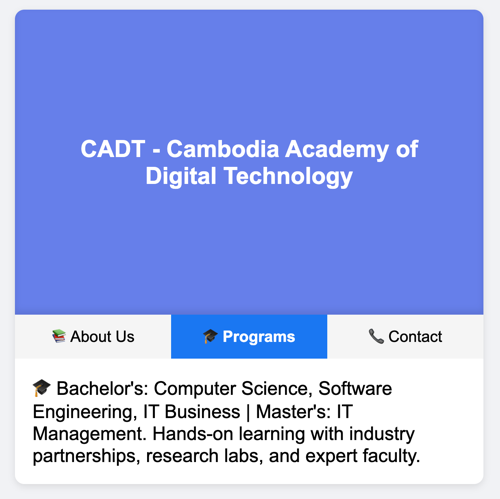 CADT - Cambodia Academy of
Digital Technology
📚 About Us
🎓 Programs
📞 Contact
🎓 Bachelor's: Computer Science, Software
Engineering, IT Business | Master's: IT
Management. Hands-on learning with industry
partnerships, research labs, and expert faculty.